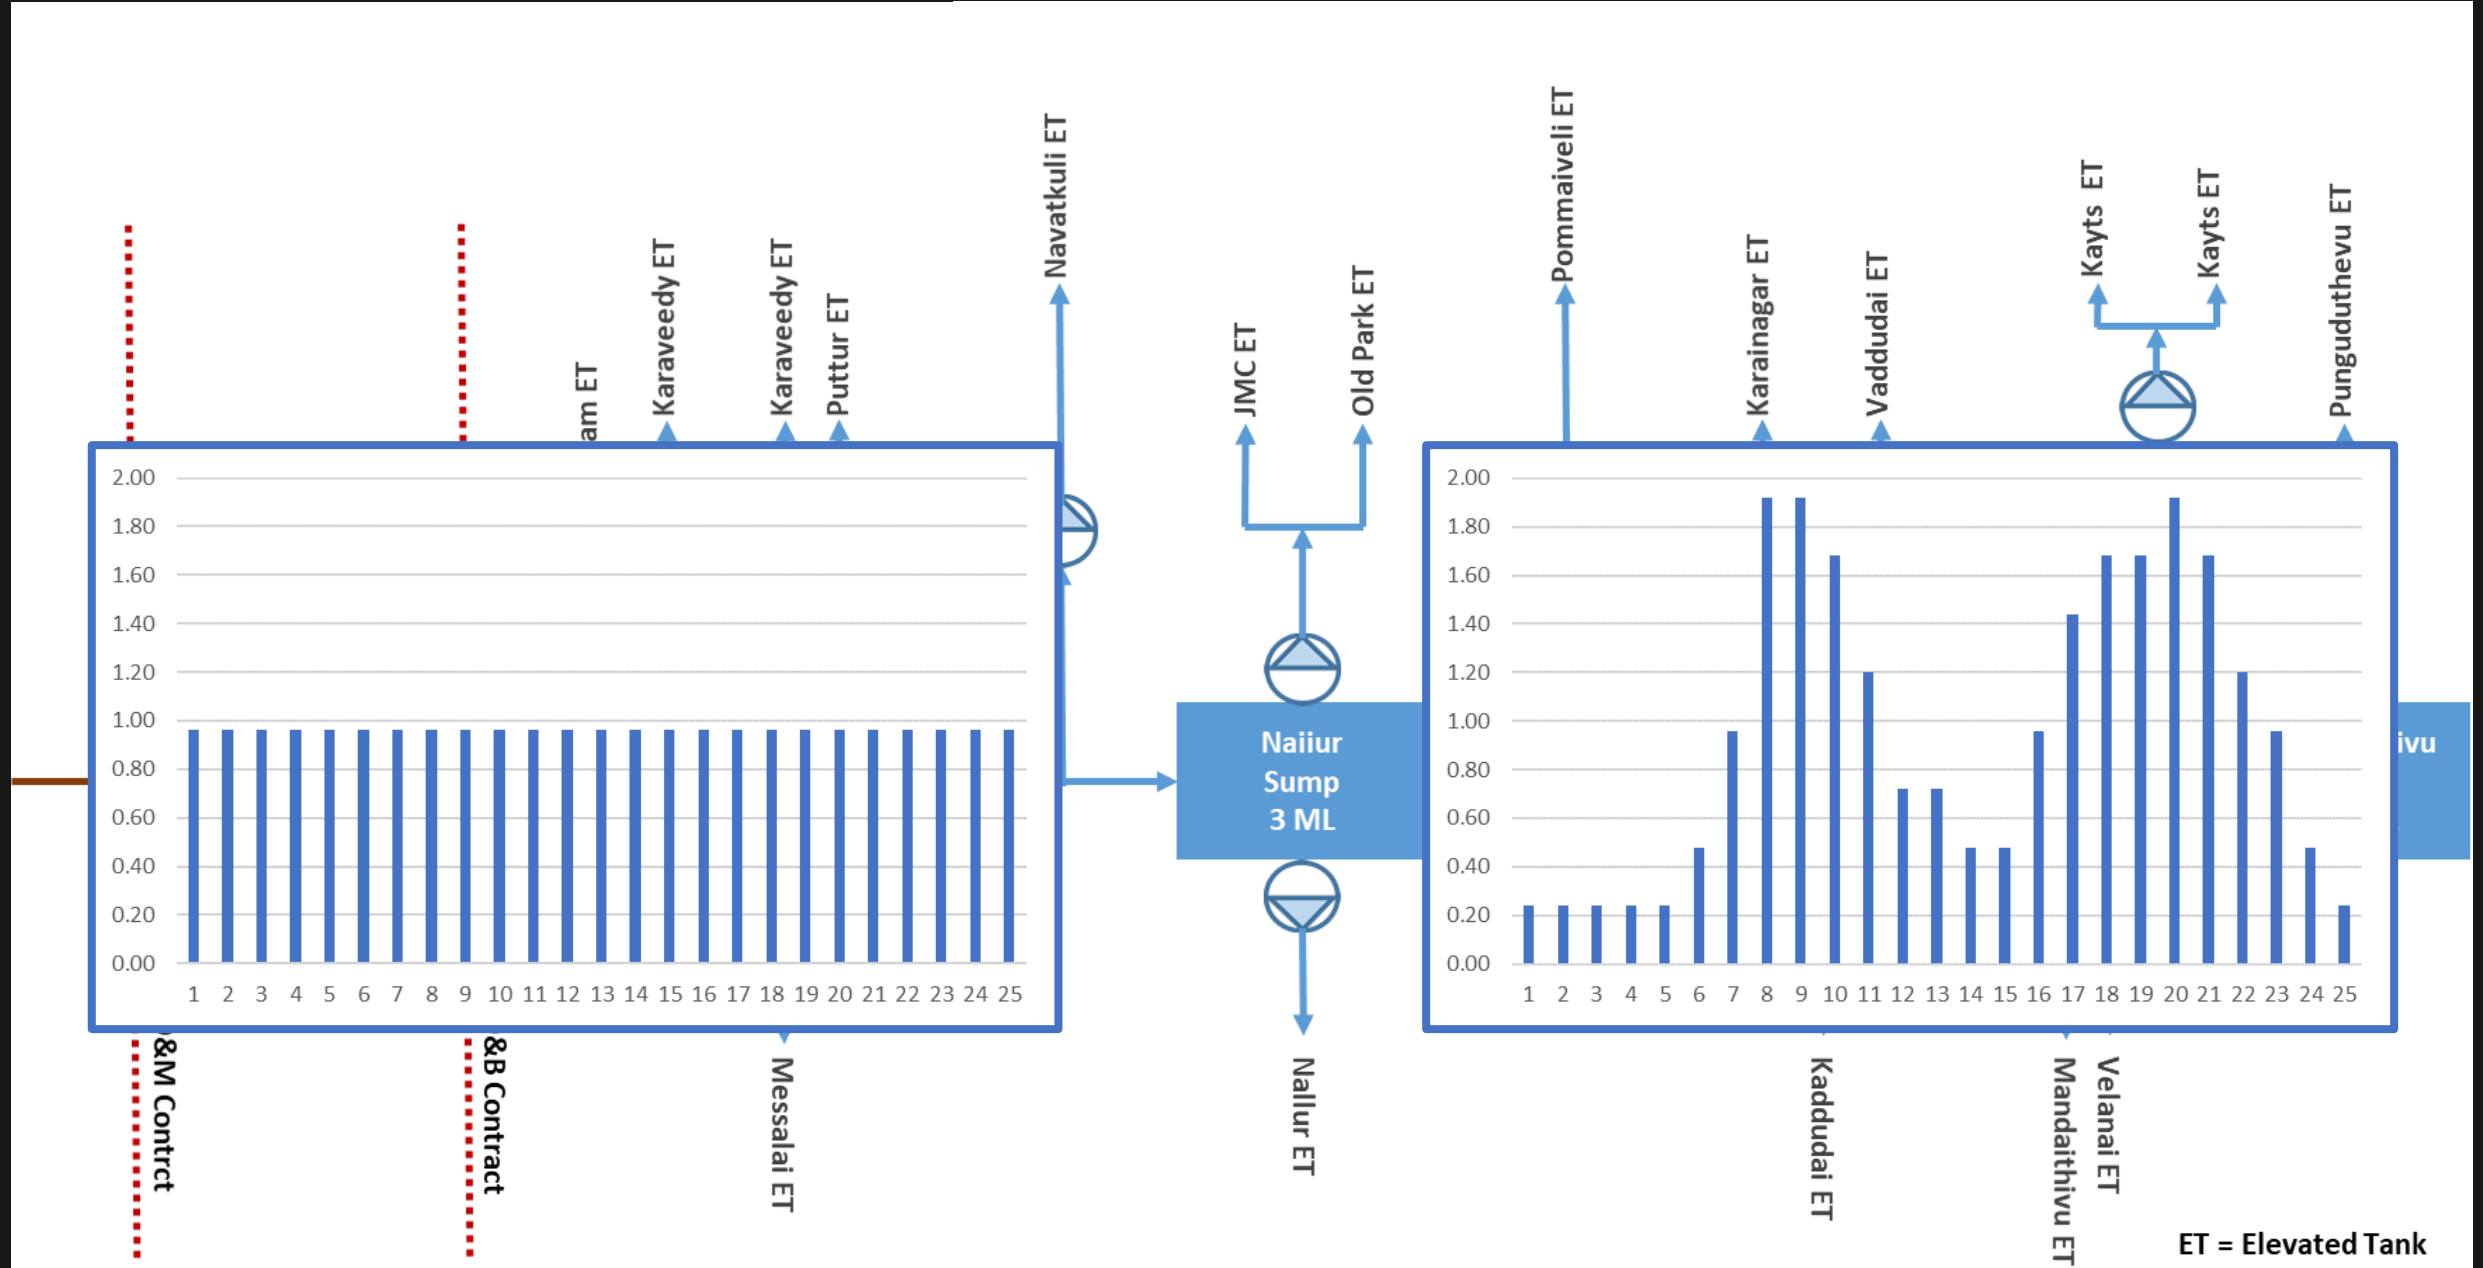 Navatkuli ET
Pommaiveli ET
Kayts ET
Kayts ET
Punguduthevu ET
Karaveedy ET
Karaveedy ET
Puttur ET
am ET
JMC ET
Old Park ET
Karainagar ET
Vaddudai ET
2.00
1.80
1.60
1.40
1.20
1.00
0.80
0.60
0.40
0.20
0.00
1 2 3 4 5 6 7 8 9 10 11 12 13 14 15 16 17 18 19 20 21 22 23 24 25
Naiiur
Sump
3 ML
2.00
1.80
1.60
1.40
1.20
1.00
0.80
0.60
0.40
0.20
0.00
1 2 3 4 5 6 7 8 9 10 11 12 13 14 15 16 17 18 19 20 21 22 23 24 25
ivu
&M Contrct
&B Contract
Messalai ET
Nallur ET
Kaddudai ET
Mandaithivu ET
Velanai ET
ET = Elevated Tank